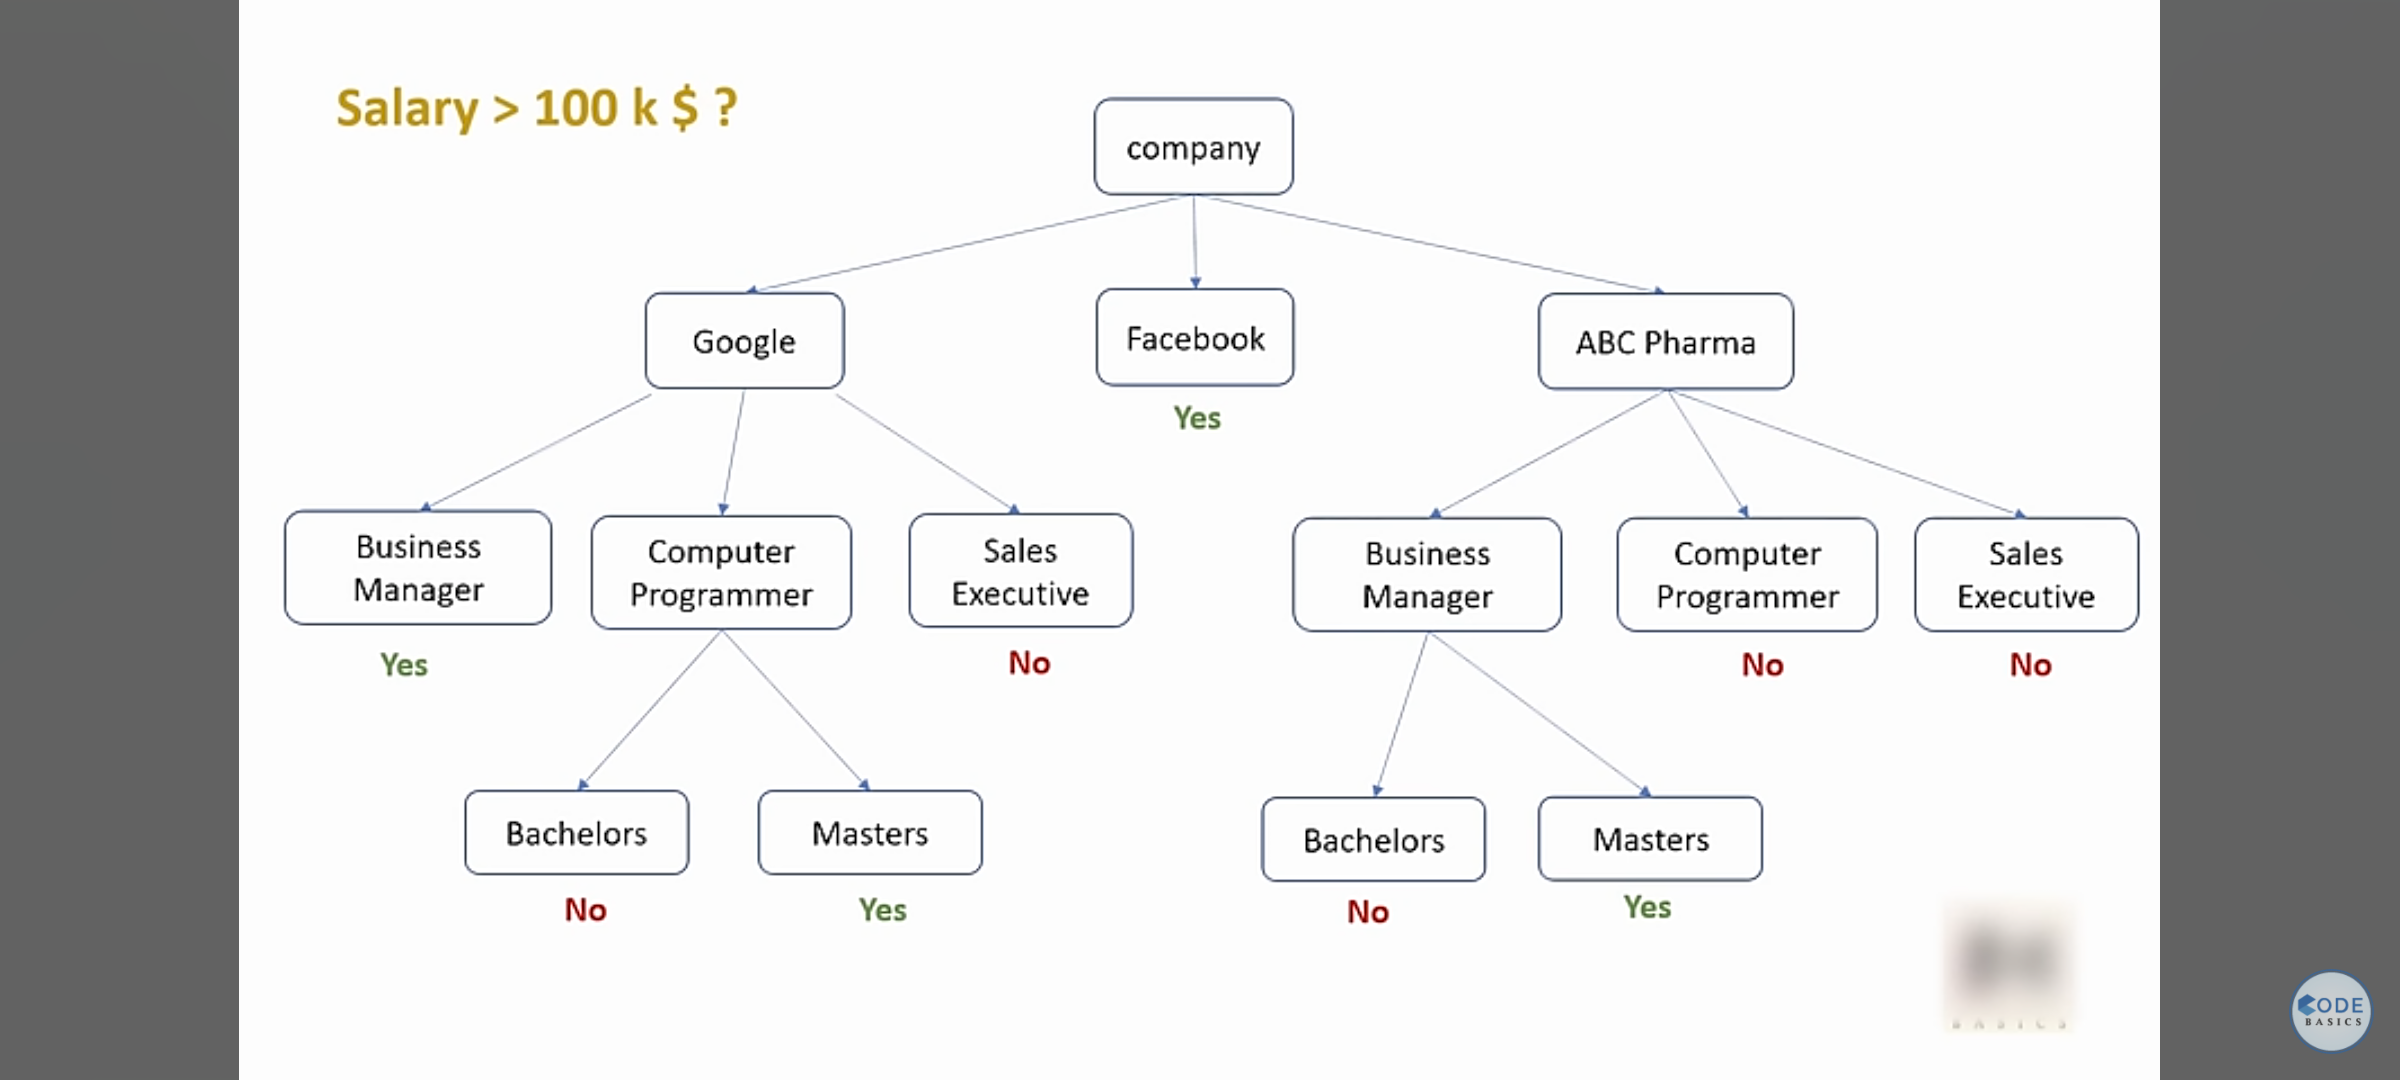 Salary > 100 k $ ?
company
Google
Facebook
ABC Pharma
Yes
Business
Manager
Computer
Programmer
Sales
Executive
Business
Manager
Computer
Programmer
Sales
Executive
Yes
No
No
No
Bachelors
Masters
Bachelors
Masters
No
Yes
No
Yes
BASICS
CODE
BASICS